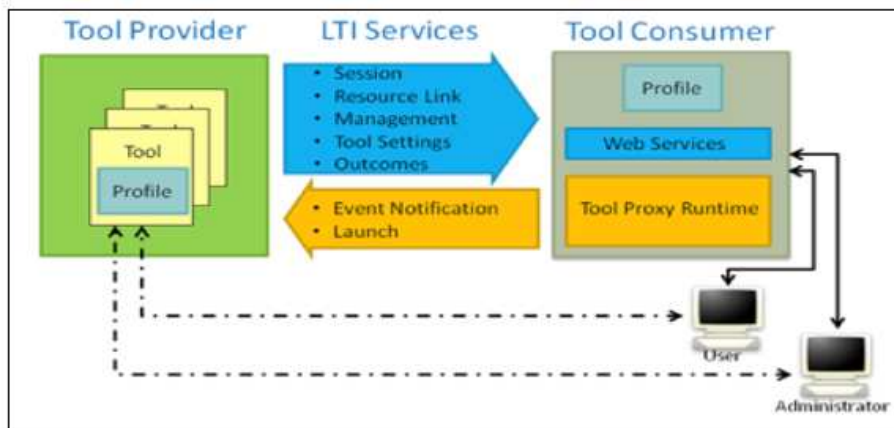 Tool Provider
LTI Services
Tool Consumer
Tool
Profile
• Session
• Resource Link
• Management
• Tool Settings
• Outcomes
• Event Notification
• Launch
Profile
Web Services
Tool Proxy Runtime
User
Administrator